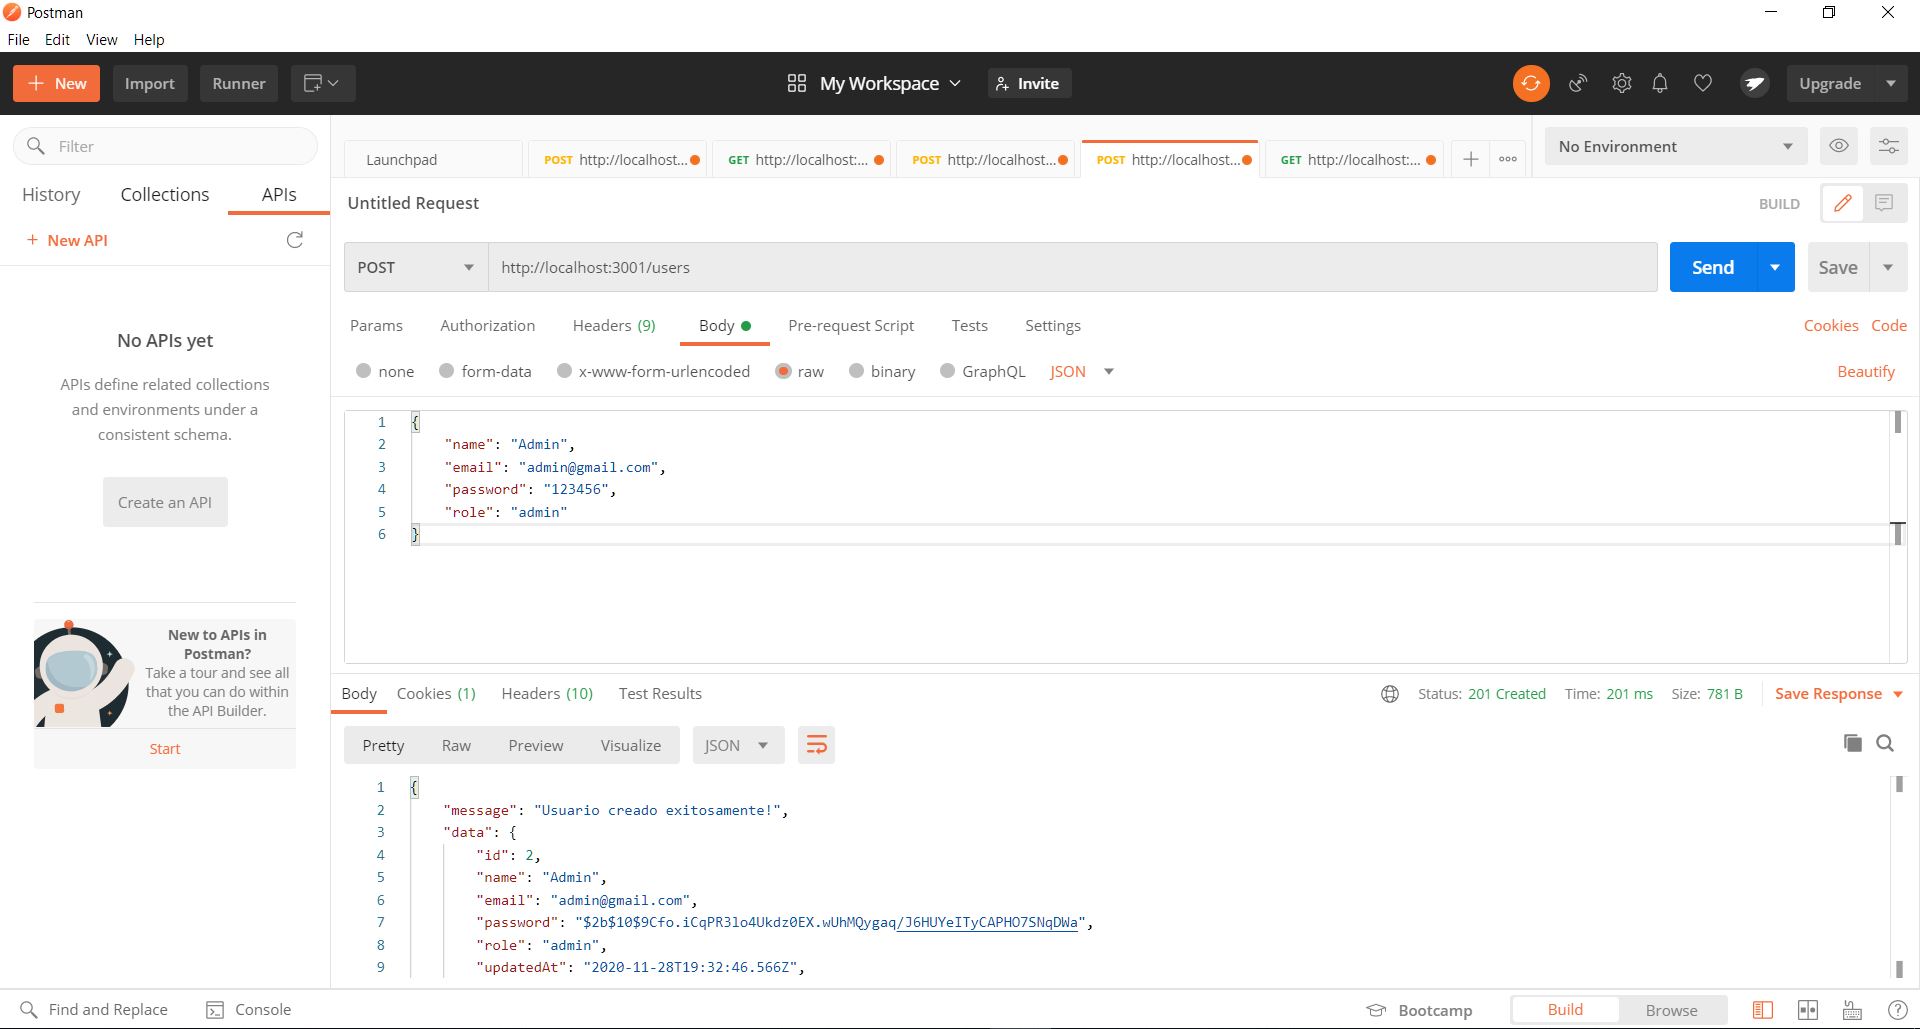 Postman
File Edit View Help
+ New Import Runner My Workspace Invite Upgrade
Filter
History Collections APIs
+ New API
No APIs yet
APIs define related collections
and environments under a
consistent schema.
Create an API
New to APIs in
Postman?
Take a tour and see all
that you can do within
the API Builder.
Start
Launchpad POST http://localhost... GET http://localhost:... POST http://localhost... POST http://localhost... GET http://localhost:... + ooo No Environment
Untitled Request BUILD
POST http://localhost:3001/users Send Save
Params Authorization Headers (9) Body Pre-request Script Tests Settings Cookies Code
none form-data x-www-form-urlencoded raw binary GraphQL JSON Beautify
1 {
2 "name": "Admin",
3 "email": "admin@gmail.com",
4 "password": "123456",
5 "role": "admin"
6 }
Body Cookies (1) Headers (10) Test Results Status: 201 Created Time: 201 ms Size: 781 B Save Response
Pretty Raw Preview Visualize JSON
1 {
2 "message": "Usuario creado exitosamente!",
3 "data": {
4 "id": 2,
5 "name": "Admin",
6 "email": "admin@gmail.com",
7 "password": "$2b$10$9Cfo.iCqPR3lo4Ukdz0EX.wUhMQygaq/J6HUYeITyCAPHO7SNqDWa",
8 "role": "admin",
9 "updatedAt": "2020-11-28T19:32:46.566Z",
Find and Replace Console Bootcamp Build Browse